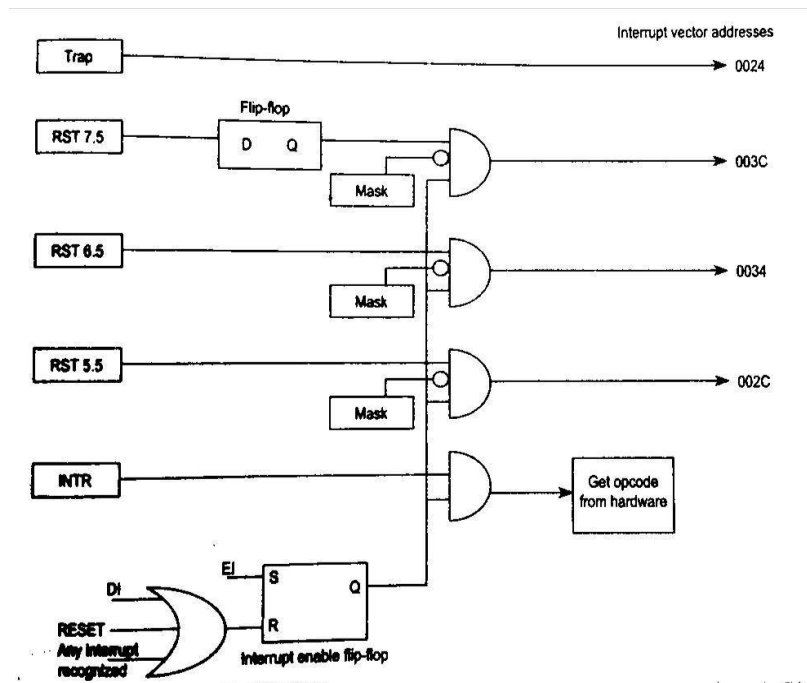 Interrupt vector addresses
Trap
0024
Flip-flop
RST 7.5
D Q
003C
Mask
RST 6.5
0034
Mask
RST 5.5
002C
Mask
INTR
Get opcode
from hardware
EI
S
Q
DI
R
RESET
Any interrupt
recognized
Interrupt enable flip-flop